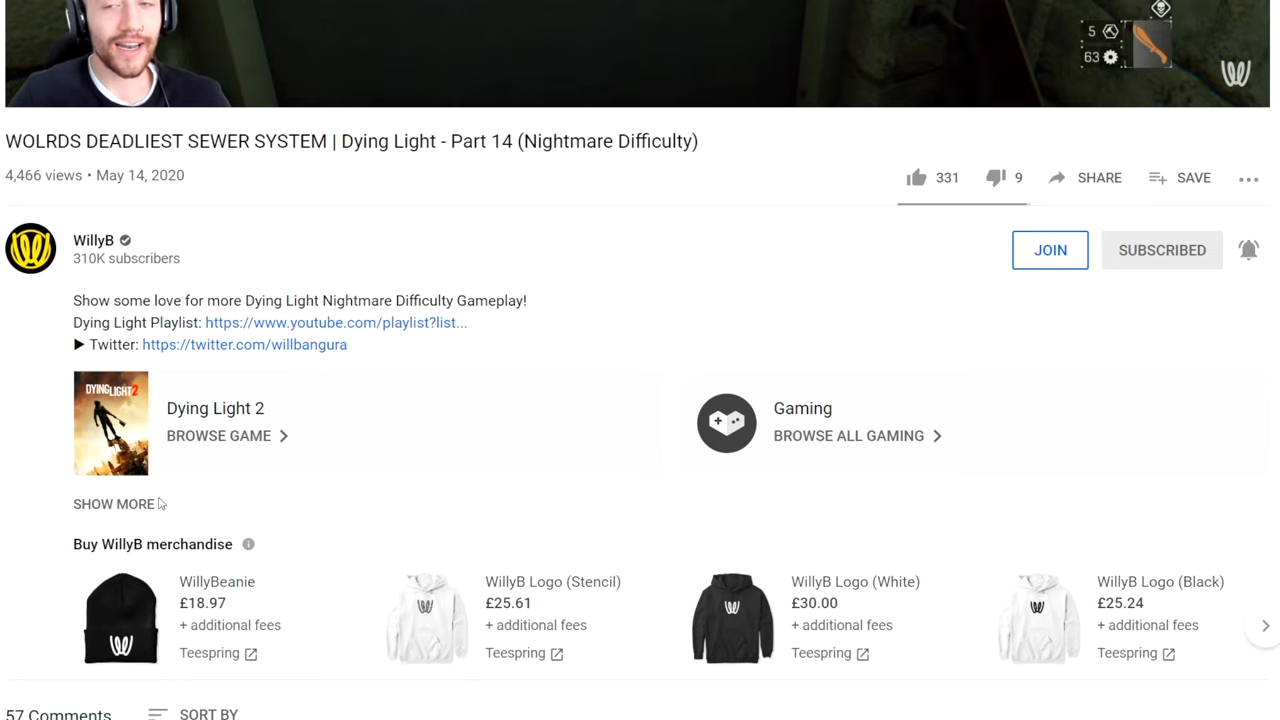 5
63
WOLRDS DEADLIEST SEWER SYSTEM | Dying Light - Part 14 (Nightmare Difficulty)
4,466 views • May 14, 2020
331
9
SHARE
SAVE
WillyB
310K subscribers
JOIN
SUBSCRIBED
Show some love for more Dying Light Nightmare Difficulty Gameplay!
Dying Light Playlist: https://www.youtube.com/playlist?list...
▶ Twitter: https://twitter.com/willbangura
DYING LIGHT 2
Dying Light 2
BROWSE GAME
Gaming
BROWSE ALL GAMING
SHOW MORE
Buy WillyB merchandise
WillyBeanie
£18.97
+ additional fees
Teespring
WillyB Logo (Stencil)
£25.61
+ additional fees
Teespring
WillyB Logo (White)
£30.00
+ additional fees
Teespring
WillyB Logo (Black)
£25.24
+ additional fees
Teespring
57 Comments
SORT BY